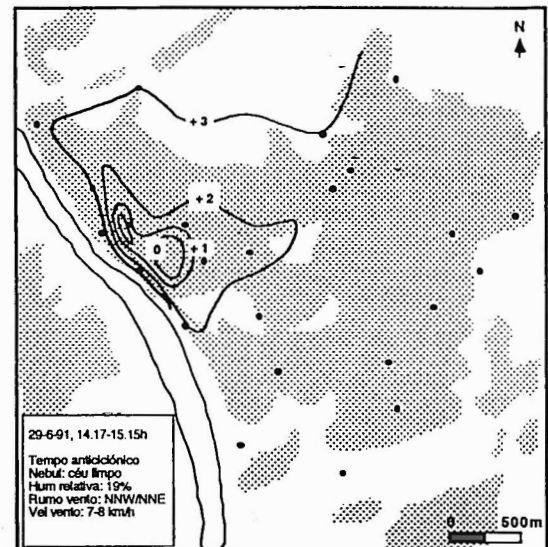 N
+3
+2
0
+1
29-6-91, 14.17-15.15h
Tempo anticiclónico
Nebul: céu limpo
Hum relativa: 19%
Rumo vento: NNW/NNE
Vel vento: 7-8 km/h
0 500m